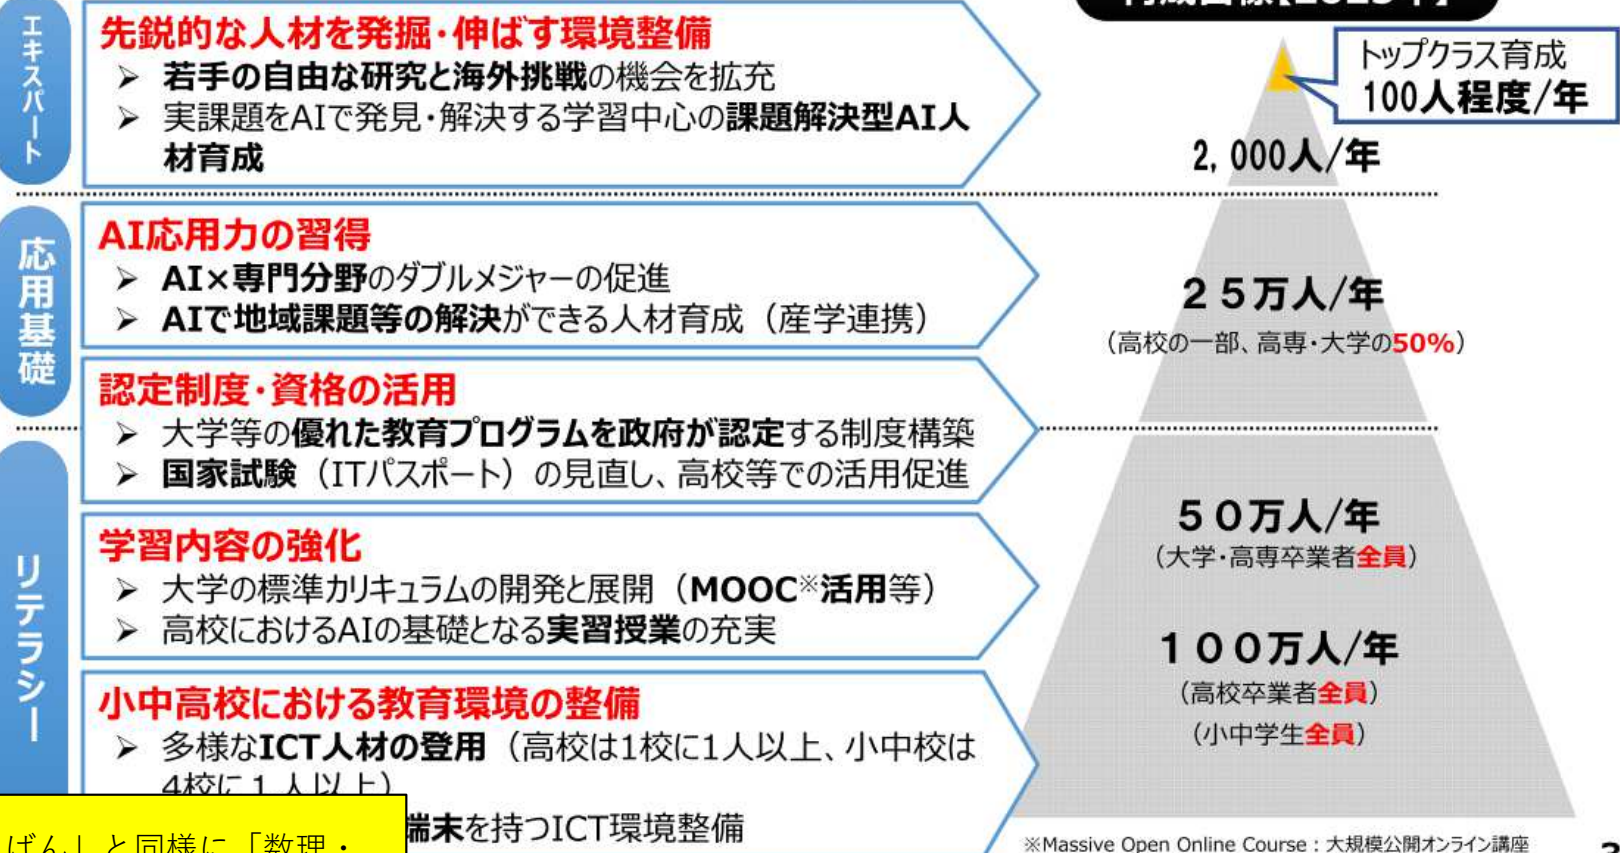 エキスパート
先鋭的な人材を発掘・伸ばす環境整備
➢ 若手の自由な研究と海外挑戦の機会を拡充
➢ 実課題をAIで発見・解決する学習中心の課題解決型AI人
材育成
トップクラス育成
100人程度/年
2,000人/年
応用基礎
AI応用力の習得
➢ AI×専門分野のダブルメジャーの促進
➢ AIで地域課題等の解決ができる人材育成（産学連携）
25万人/年
（高校の一部、高専・大学の50%）
認定制度・資格の活用
➢ 大学等の優れた教育プログラムを政府が認定する制度構築
➢ 国家試験（ITパスポート）の見直し、高校等での活用促進
リテラシー
学習内容の強化
➢ 大学の標準カリキュラムの開発と展開（MOOC※活用等）
➢ 高校におけるAIの基礎となる実習授業の充実
50万人/年
（大学・高専卒業者全員）
小中高校における教育環境の整備
➢ 多様なICT人材の登用（高校は1校に1人以上、小中校は
4校に1人以上）
端末を持つICT環境整備
100万人/年
（高校卒業者全員）
（小中学生全員）
※Massive Open Online Course：大規模公開オンライン講座
ばん」と同様に「数理・